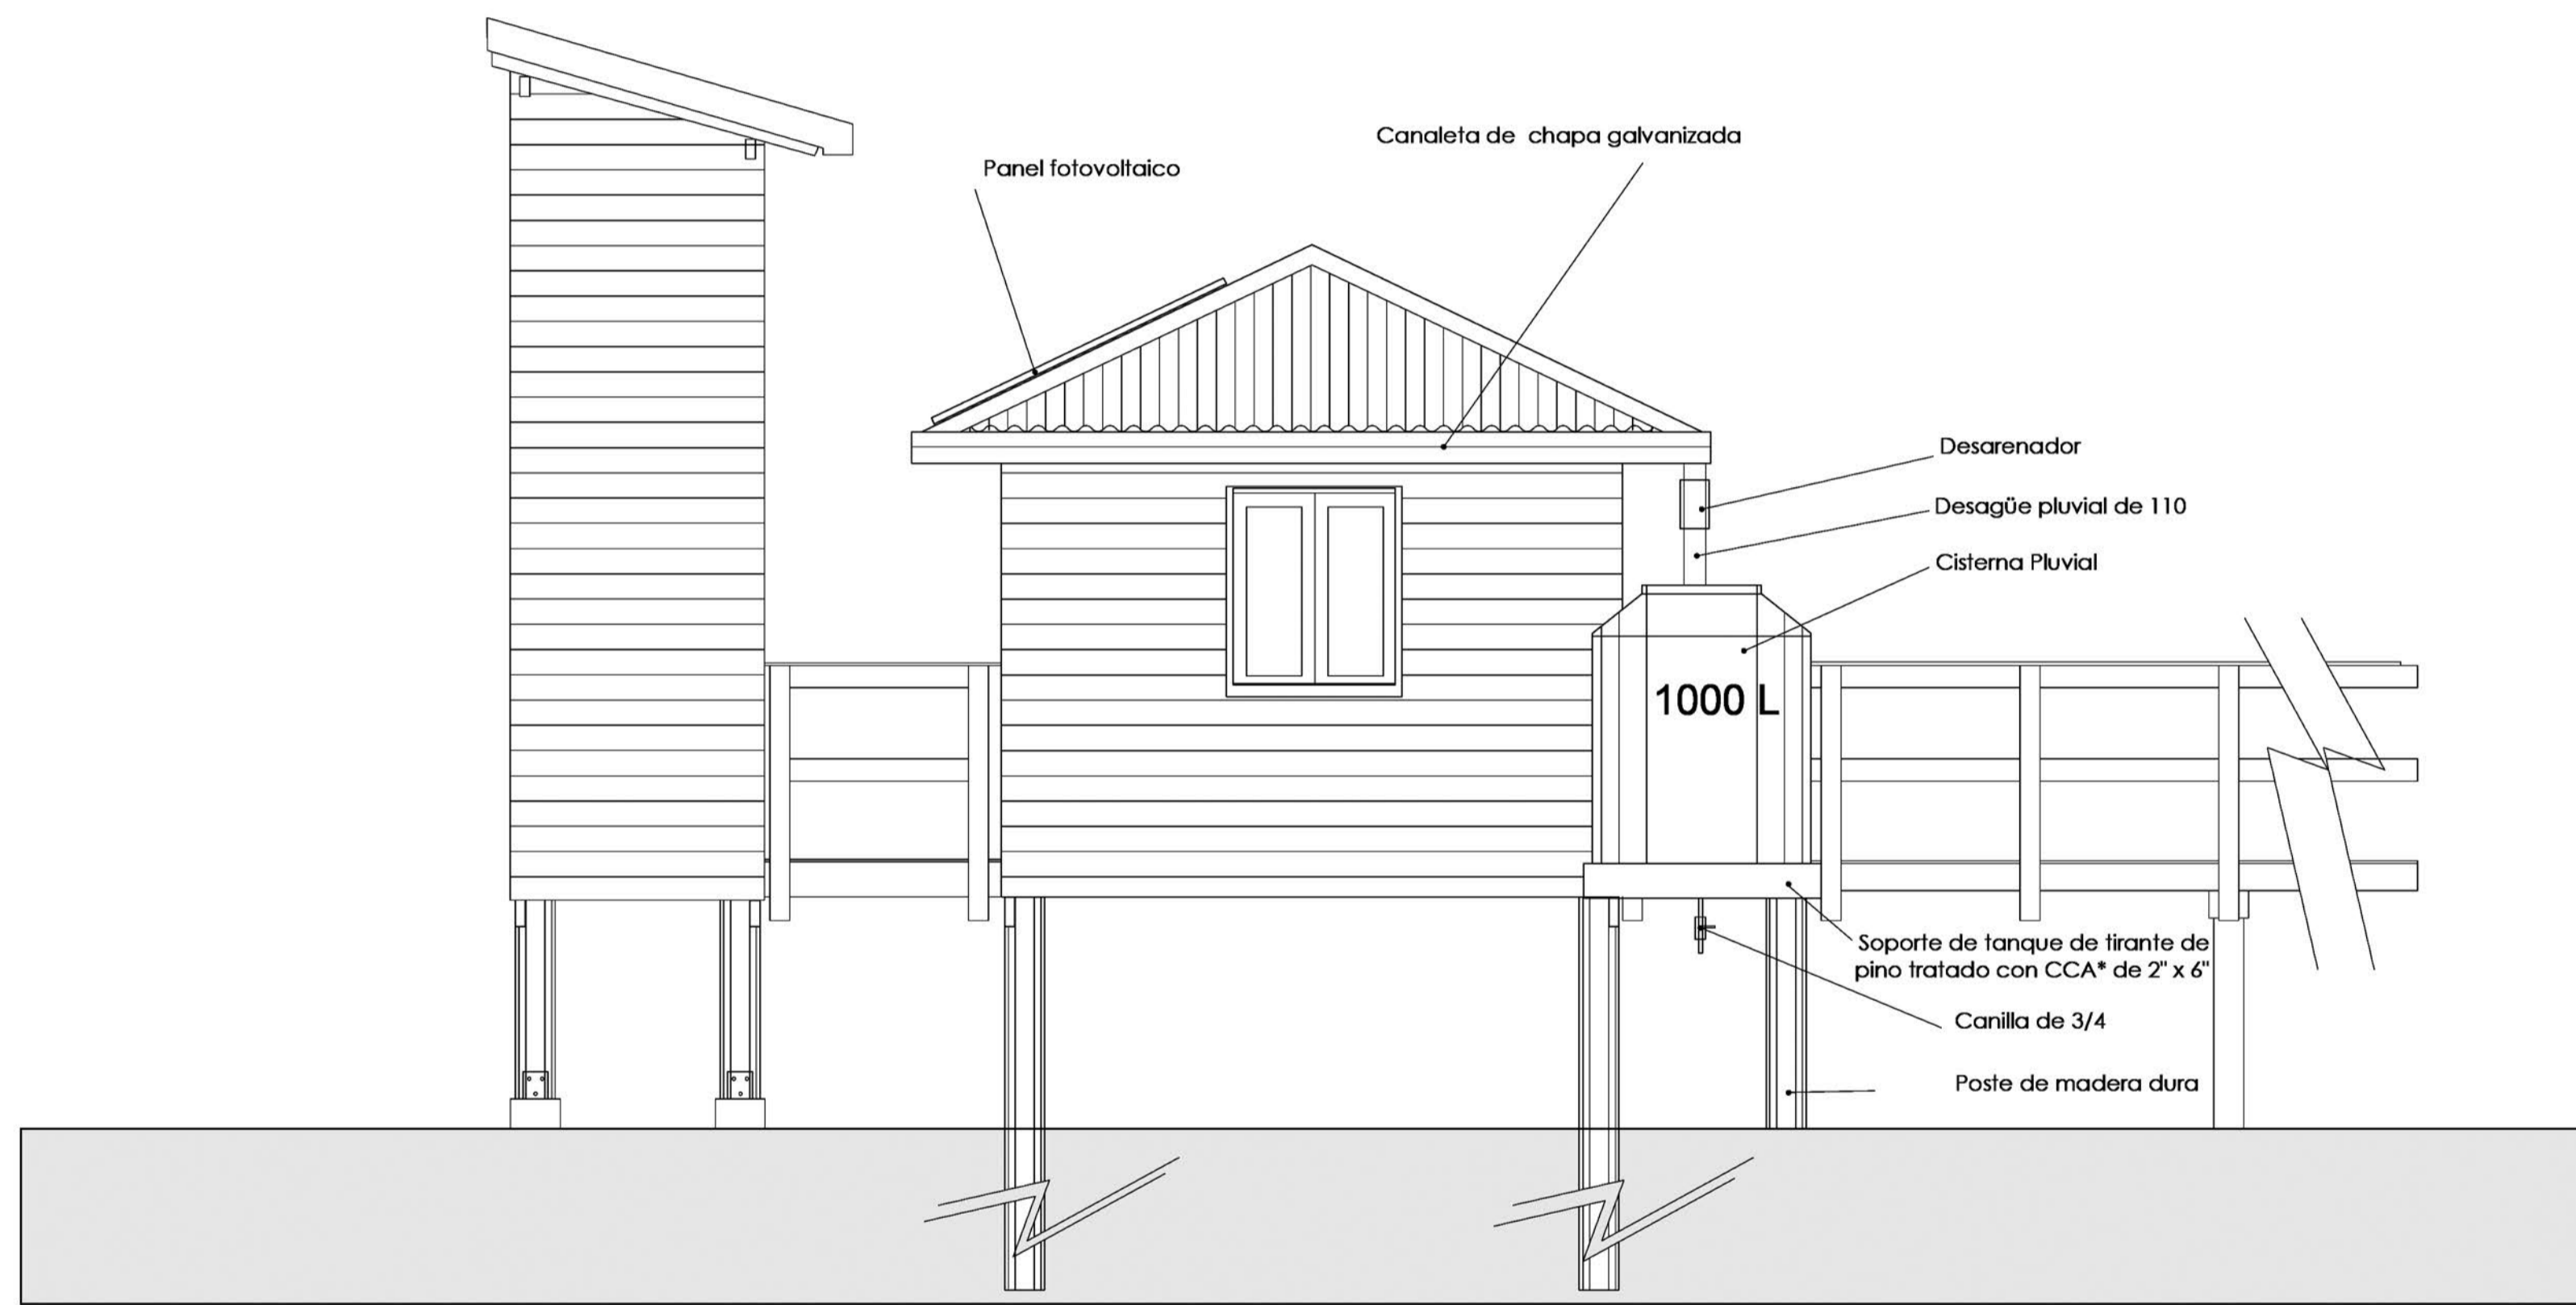 Canaleta de chapa galvanizada
Panel fotovoltaico
Desarenador
Desagüe pluvial de 110
Cisterna Pluvial
1000 L
Soporte de tanque de tirante de
pino tratado con CCA* de 2" x 6"
Canilla de 3/4
Poste de madera dura